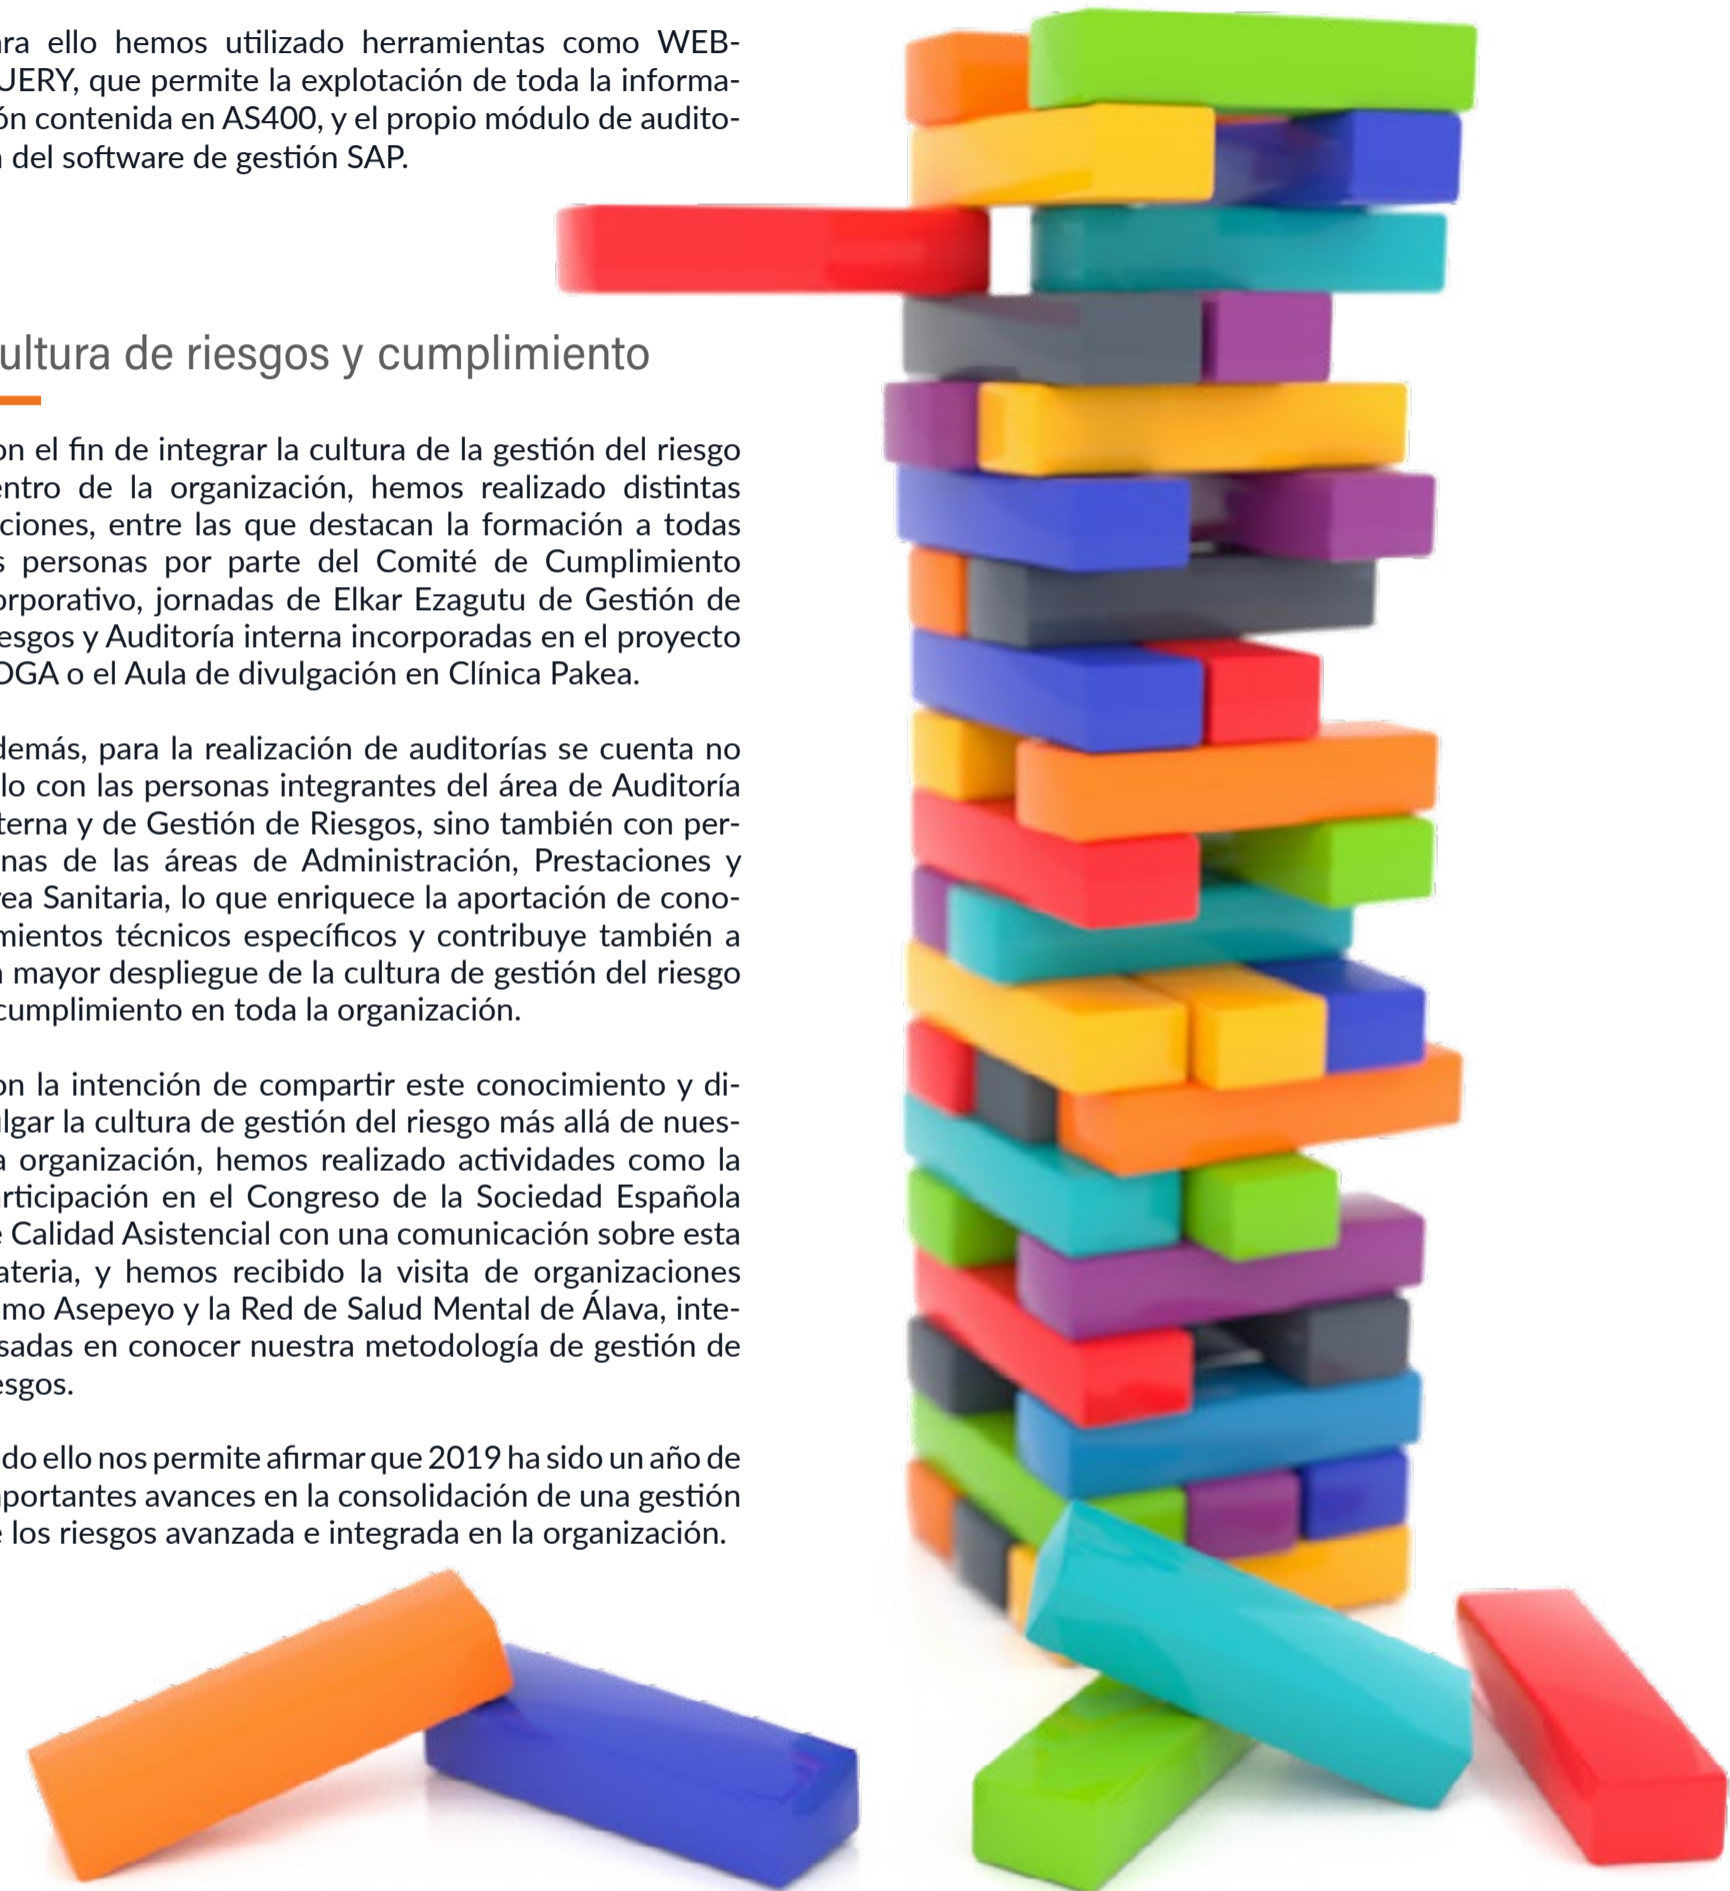 ra ello hemos utilizado herramientas como WEB-
UERY, que permite la explotación de toda la informa-
ón contenida en AS400, y el propio módulo de audito-
del software de gestión SAP.
ultura de riesgos y cumplimiento
on el fin de integrar la cultura de la gestión del riesgo
entro de la organización, hemos realizado distintas
ciones, entre las que destacan la formación a todas
s personas por parte del Comité de Cumplimiento
orporativo, jornadas de Elkar Ezagutu de Gestión de
esgos y Auditoría interna incorporadas en el proyecto
OGA o el Aula de divulgación en Clínica Pakea.
demás, para la realización de auditorías se cuenta no
lo con las personas integrantes del área de Auditoría
terna y de Gestión de Riesgos, sino también con per-
nas de las áreas de Administración, Prestaciones y
ea Sanitaria, lo que enriquece la aportación de cono-
mientos técnicos específicos y contribuye también a
mayor despliegue de la cultura de gestión del riesgo
cumplimiento en toda la organización.
on la intención de compartir este conocimiento y di-
lgar la cultura de gestión del riesgo más allá de nues-
a organización, hemos realizado actividades como la
articipación en el Congreso de la Sociedad Española
e Calidad Asistencial con una comunicación sobre esta
ateria, y hemos recibido la visita de organizaciones
omo Asepeyo y la Red de Salud Mental de Álava, inte-
sadas en conocer nuestra metodología de gestión de
esgos.
do ello nos permite afirmar que 2019 ha sido un año de
portantes avances en la consolidación de una gestión
e los riesgos avanzada e integrada en la organización.